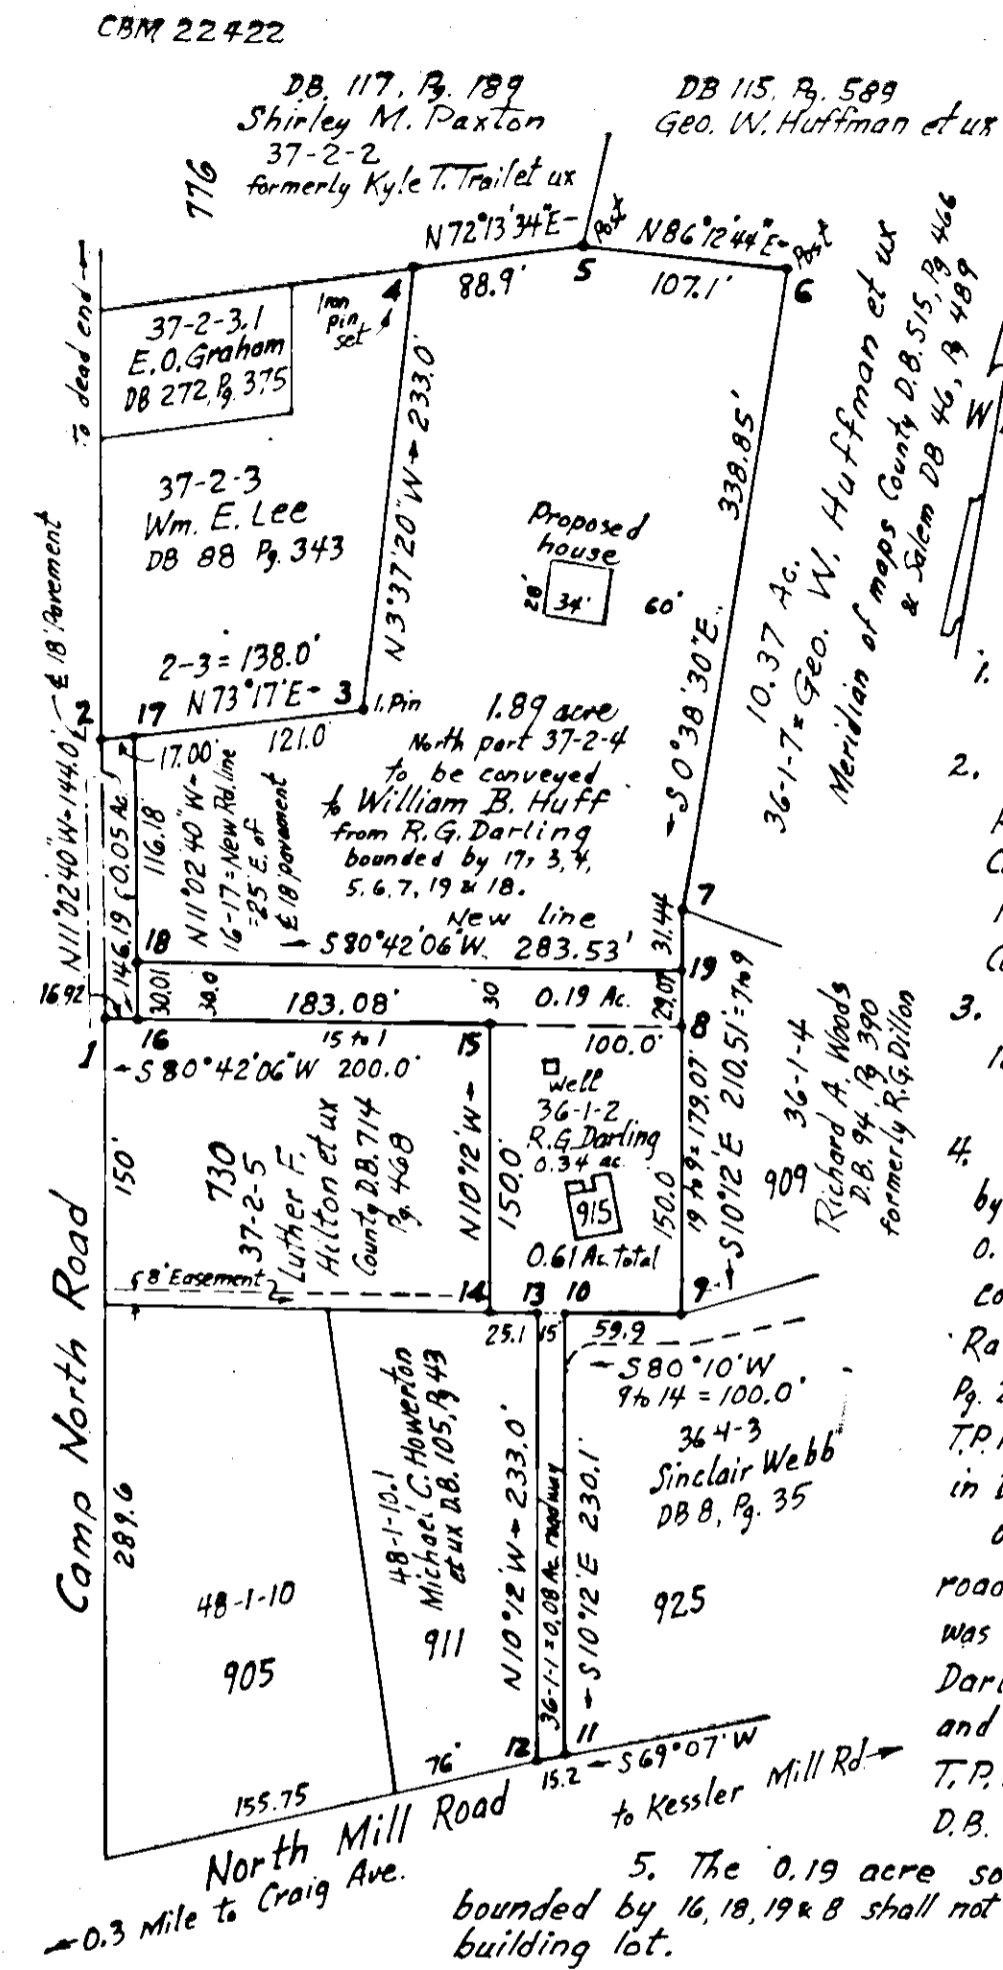 CBM 22422
DB. 117, Pg. 189
Shirley M. Paxton
37-2-2
formerly Kyle T. Trail et ux
DB 115, Pg. 589
Geo. W. Huffman et ux
776
N72°13'34"E-
88.9'
4
5
Post
N86°12'44"E-
107.1'
Post
6
to dead end
37-2-3.1
E.O. Graham
DB 272, Pg. 375
Iron
pin
set
37-2-3
Wm. E. Lee
DB 88 Pg. 343
N3°37'20"W 233.0'
Proposed
house
28'
34'
60'
338.85'
S0°38'30"E
10.37 Ac.
36-1-7 = Geo. W. Huffman et ux
Meridian of maps County D.B. 515, Pg 466
& Salem DB 46, Pg 489
W
2-3 = 138.0'
N73°17'E- 3
1. Pin
2
17
17.00'
121.0'
℄ 18' Pavement
N11°02'40"W-144.0'
146.19
0.05 Ac.
116.18
N11°02'40"W-
16-17 = New Rd. line
= 25' E. of
℄ 18' pavement
1.89 acre
North part 37-2-4
to be conveyed
to William B. Huff
from R.G. Darling
bounded by 17, 3, 4,
5, 6, 7, 19 & 18.
New line
S80°42'06"W. 283.53'
7
31.44
19
18
16.92
30.01
30.0
183.08'
30'
0.19 Ac.
29.07
8
1
16
15 to 1
15
100.0'
S80°42'06"W 200.0'
150'
730
37-2-5
Luther F.
Hilton et ux
County D.B. 714
Pg. 468
N10°12'W
150.0'
Well
36-1-2
R.G. Darling
0.34 ac.
915
0.61 Ac. total
150.0
19 to 9 = 179.07'
S10°12'E 210.51' = 7 to 9
909
36-1-4
Richard A. Woods
D.B. 94, Pg 390
formerly R.G. Dillon
8' Easement
14
13
10
9
25.1
15'
59.9
S80°10'W
9 to 14 = 100.0'
Camp North Road
289.6
48-1-10
905
155.75
48-1-10.1
Michael C. Howerton
et ux D.B. 105, Pg 43
911
76'
N10°12'W 233.0'
36-1-1 = 0.08 Ac. roadway
S10°12'E 230.1'
36-1-3
Sinclair Webb
DB 8, Pg. 35
925
12
11
15.2
S69°07'W
North Mill Road
to Kessler Mill Rd
0.3 Mile to Craig Ave.
1.
2.
3.
4.
by
0.
co
Ra
Pg. 2
T.P.
in
road
was
Darl
and
T.P.
D.B.
5. The 0.19 acre so
bounded by 16, 18, 19 & 8 shall not
building lot.